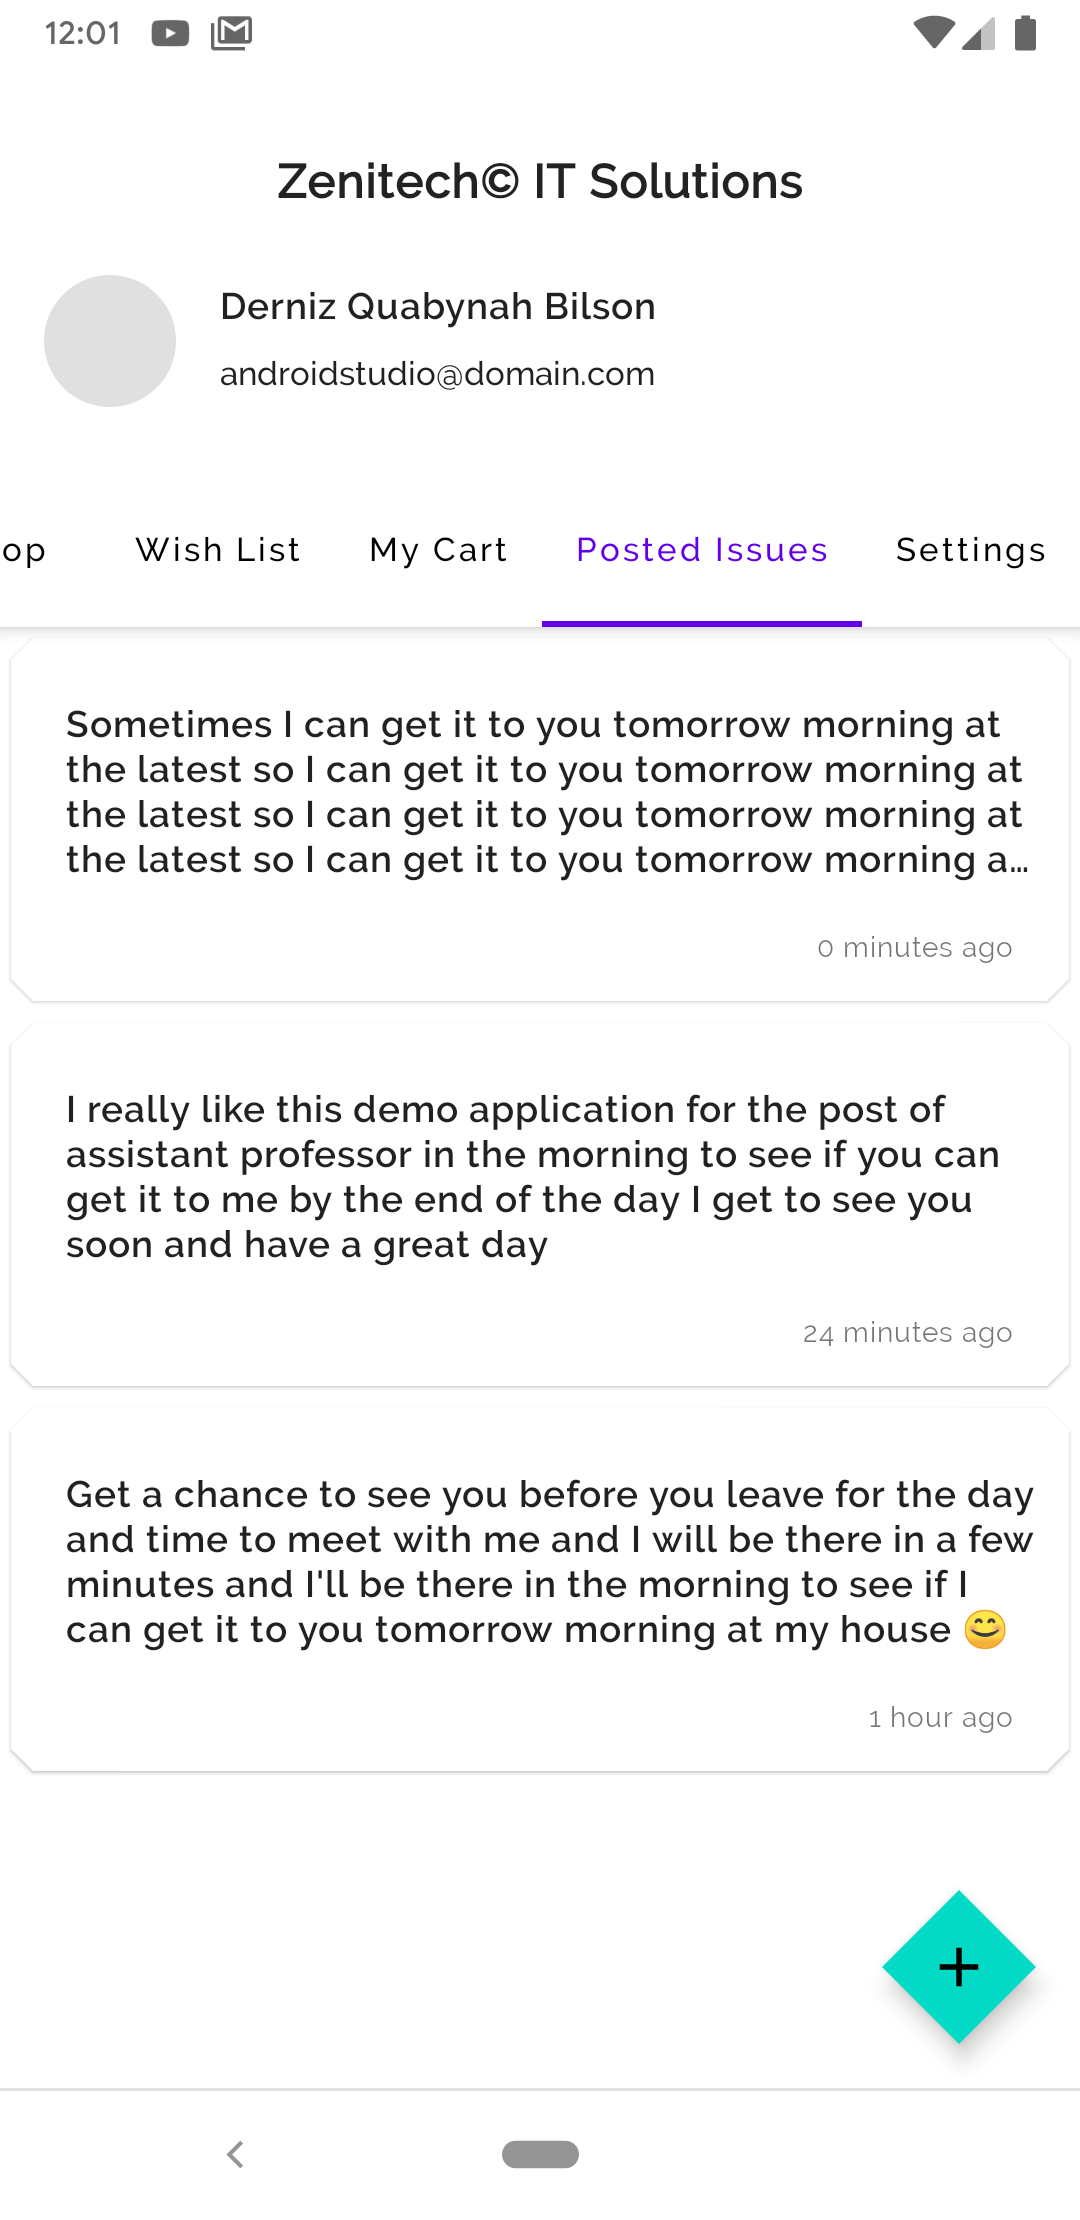 12:01
Zenitech© IT Solutions
Derniz Quabynah Bilson
androidstudio@domain.com
op Wish List My Cart Posted Issues Settings
Sometimes I can get it to you tomorrow morning at
the latest so I can get it to you tomorrow morning at
the latest so I can get it to you tomorrow morning at
the latest so I can get it to you tomorrow morning a...
0 minutes ago
I really like this demo application for the post of
assistant professor in the morning to see if you can
get it to me by the end of the day I get to see you
soon and have a great day
24 minutes ago
Get a chance to see you before you leave for the day
and time to meet with me and I will be there in a few
minutes and I'll be there in the morning to see if I
can get it to you tomorrow morning at my house 😊
1 hour ago